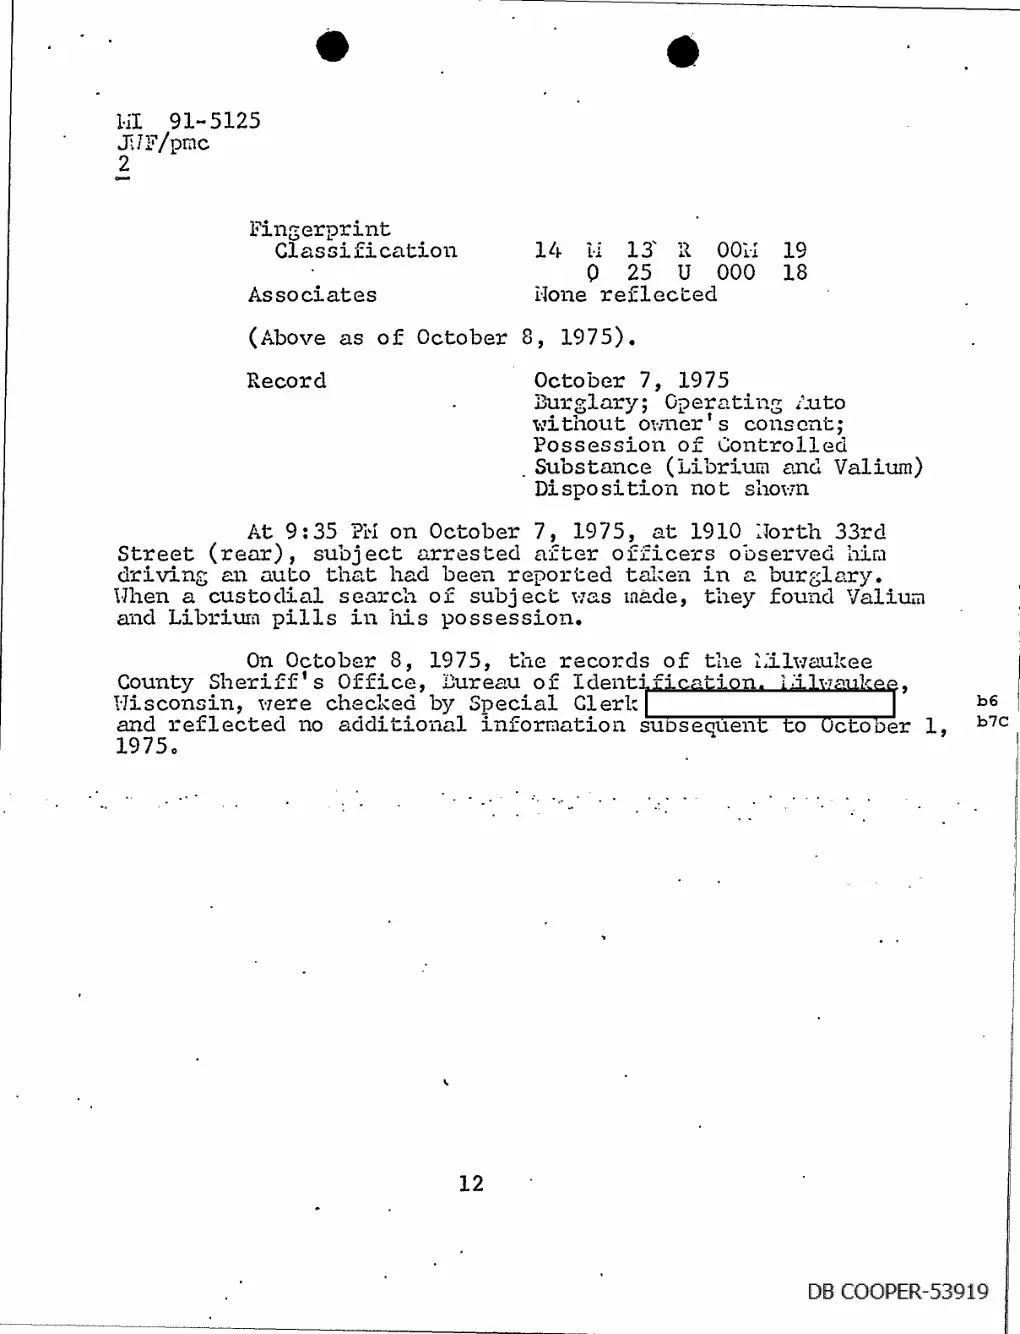 MI 91-5125
JWF/pmc
2
Fingerprint
Classification 14 M 13 R OOM 19
O 25 U OOO 18
Associates None reflected
(Above as of October 8, 1975).
Record October 7, 1975
Burglary; Operating Auto
without owner's consent;
Possession of Controlled
Substance (Librium and Valium)
Disposition not shown
At 9:35 PM on October 7, 1975, at 1910 North 33rd
Street (rear), subject arrested after officers observed him
driving an auto that had been reported taken in a burglary.
When a custodial search of subject was made, they found Valium
and Librium pills in his possession.
On October 8, 1975, the records of the Milwaukee
County Sheriff's Office, Bureau of Identification, Milwaukee,
Wisconsin, were checked by Special Clerk
b6
and reflected no additional information subsequent to October 1,
b7C
1975.
12
DB COOPER-53919